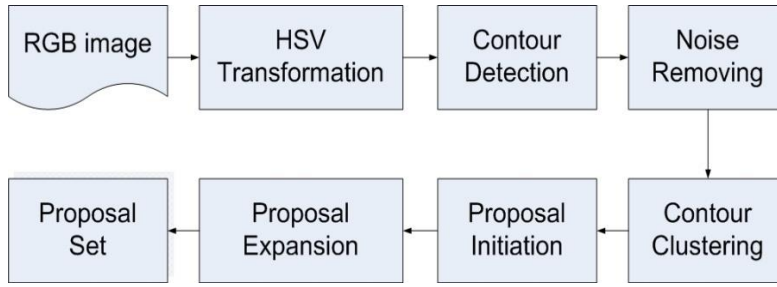 RGB image
HSV
Transformation
Contour
Detection
Noise
Removing
Contour
Clustering
Proposal
Initiation
Proposal
Expansion
Proposal
Set